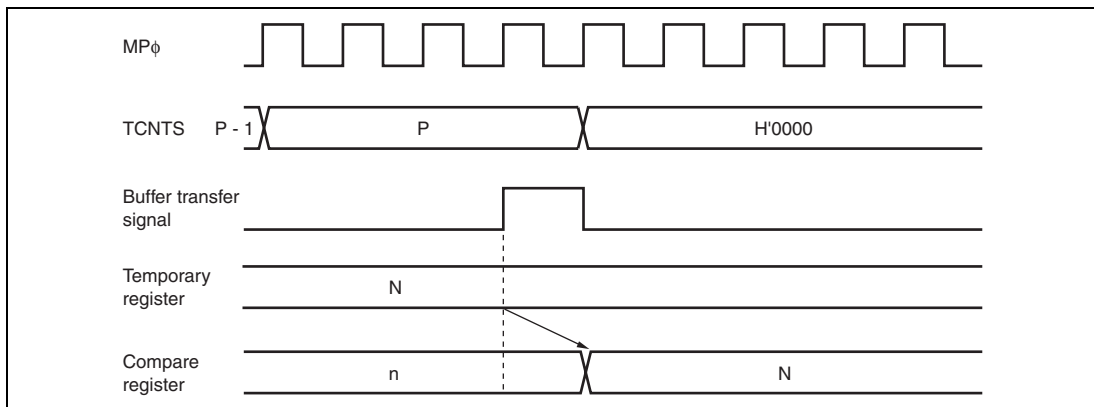 MPφ
TCNTS P - 1 P H'0000
Buffer transfer
signal
Temporary
register
N
Compare
register
n N